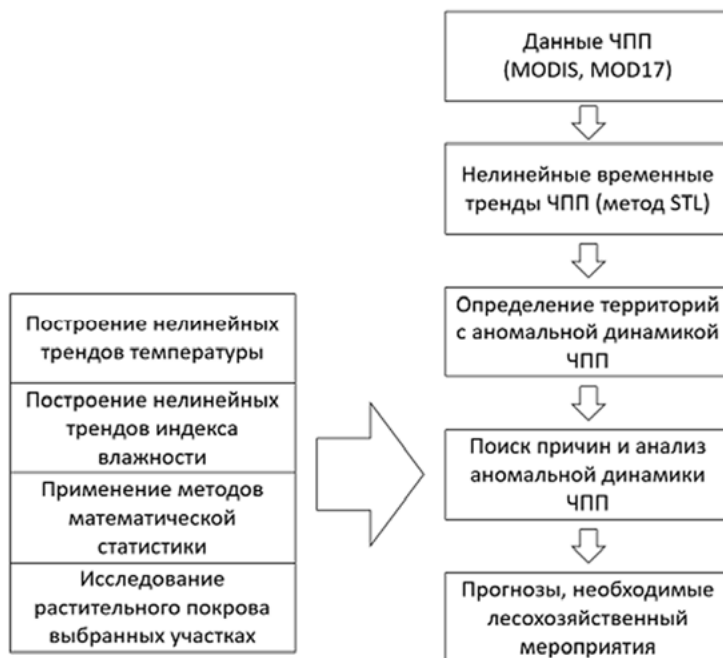 Данные ЧПП
(MODIS, MOD17)
Нелинейные временные
тренды ЧПП (метод STL)
Определение территорий
с аномальной динамикой
ЧПП
Поиск причин и анализ
аномальной динамики
ЧПП
Прогнозы, необходимые
лесохозяйственный
мероприятия
Построение нелинейных
трендов температуры
Построение нелинейных
трендов индекса
влажности
Применение методов
математической
статистики
Исследование
растительного покрова
выбранных участках